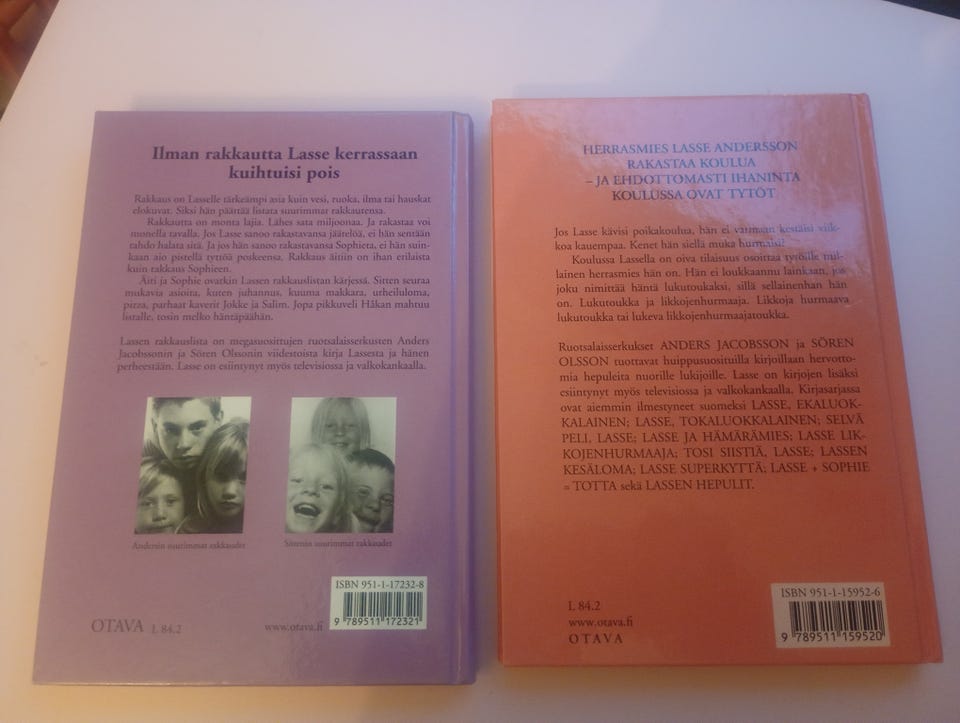 Ilman rakkautta Lasse kerrassaan
kuihtuisi pois
Rakkaus on Lasselle tärkeämpi asia kuin vesi, ruoka, ilma tai hauskat
elokuvat. Siksi hän päättää listata suurimmat rakkautensa.
Rakkautta on monta lajia. Lähes sata miljoonaa. Ja rakastaa voi
monella tavalla. Jos Lasse sanoo rakastavansa jäätelöä, ei hän sentään
tahdo halata sitä. Ja jos hän sanoo rakastavansa Sophieta, ei hän suin-
kaan aio pistellä tyttöä poskeensa. Rakkaus äitiin on ihan erilaista
kuin rakkaus Sophieen.
Äiti ja Sophie ovatkin Lassen rakkauslistan kärjessä. Sitten seuraa
mukavia asioita, kuten juhannus, kuuma makkara, urheiluloma,
pizza, parhaat kaverit Jokke ja Salim. Jopa pikkuveli Håkan mahtuu
listalle, tosin melko häntäpäähän.
Lassen rakkauslista on megasuosittujen ruotsalaisserkusten Anders
Jacobssonin ja Sören Olssonin viidestoista kirja Lassesta ja hänen
perheestään. Lasse on esiintynyt myös televisiossa ja valkokankaalla.
Andersin suurimmat rakkaudet
Sörenin suurimmat rakkaudet
ISBN 951-1-17232-8
9 789511 172321
OTAVA L 84.2
www.otava.fi
HERRASMIES LASSE ANDERSSON
RAKASTAA KOULUA
– JA EHDOTTOMASTI IHANINTA
KOULUSSA OVAT TYTÖT
Jos Lasse kävisi poikakoulua, hän ei varmaan kestäisi viik-
koa kauempaa. Kenet hän siellä muka hurmaisi?
Koulussa Lassella on oiva tilaisuus osoittaa tytöille mil-
lainen herrasmies hän on. Hän ei loukkaannu lainkaan, jos
joku nimittää häntä lukutoukaksi, sillä sellainenhan hän
on. Lukutoukka ja likkojenhurmaaja. Likkoja hurmaava
lukutoukka tai lukeva likkojenhurmaajatoukka.
Ruotsalaisserkukset ANDERS JACOBSSON ja SÖREN
OLSSON tuottavat huippusuosituilla kirjoillaan hervotto-
mia hepuleita nuorille lukijoille. Lasse on kirjojen lisäksi
esiintynyt myös televisiossa ja valkokankaalla. Kirjasarjassa
ovat aiemmin ilmestyneet suomeksi LASSE, EKALUOK-
KALAINEN; LASSE, TOKALUOKKALAINEN; SELVÄ
PELI, LASSE; LASSE JA HÄMÄRÄMIES; LASSE LIK-
KOJENHURMAAJA; TOSI SIISTIÄ, LASSE; LASSEN
KESÄLOMA; LASSE SUPERKYTTÄ; LASSE + SOPHIE
= TOTTA sekä LASSEN HEPULIT.
L 84.2
www.otava.fi
OTAVA
ISBN 951-1-15952-6
9 789511 159520